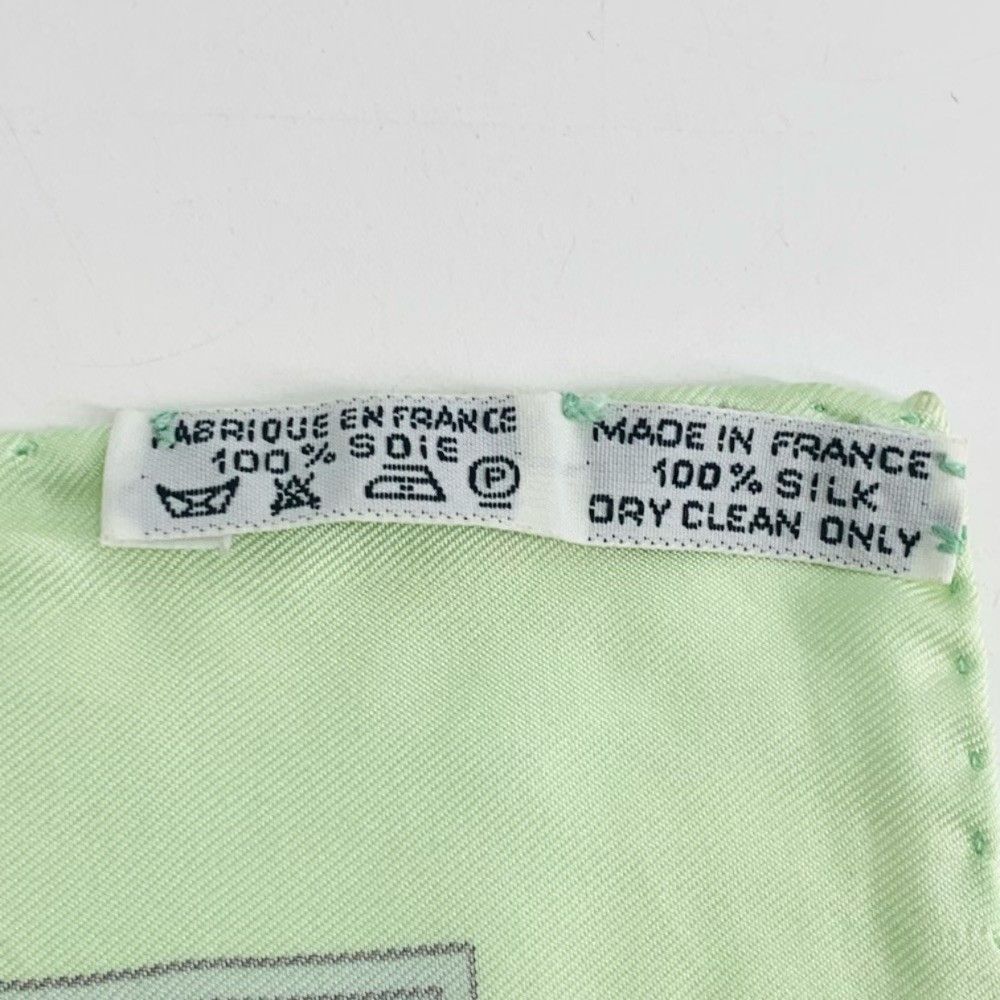 FABRIQUE EN FRANCE
100% SOIE
P
MADE IN FRANCE
100% SILK
DRY CLEAN ONLY